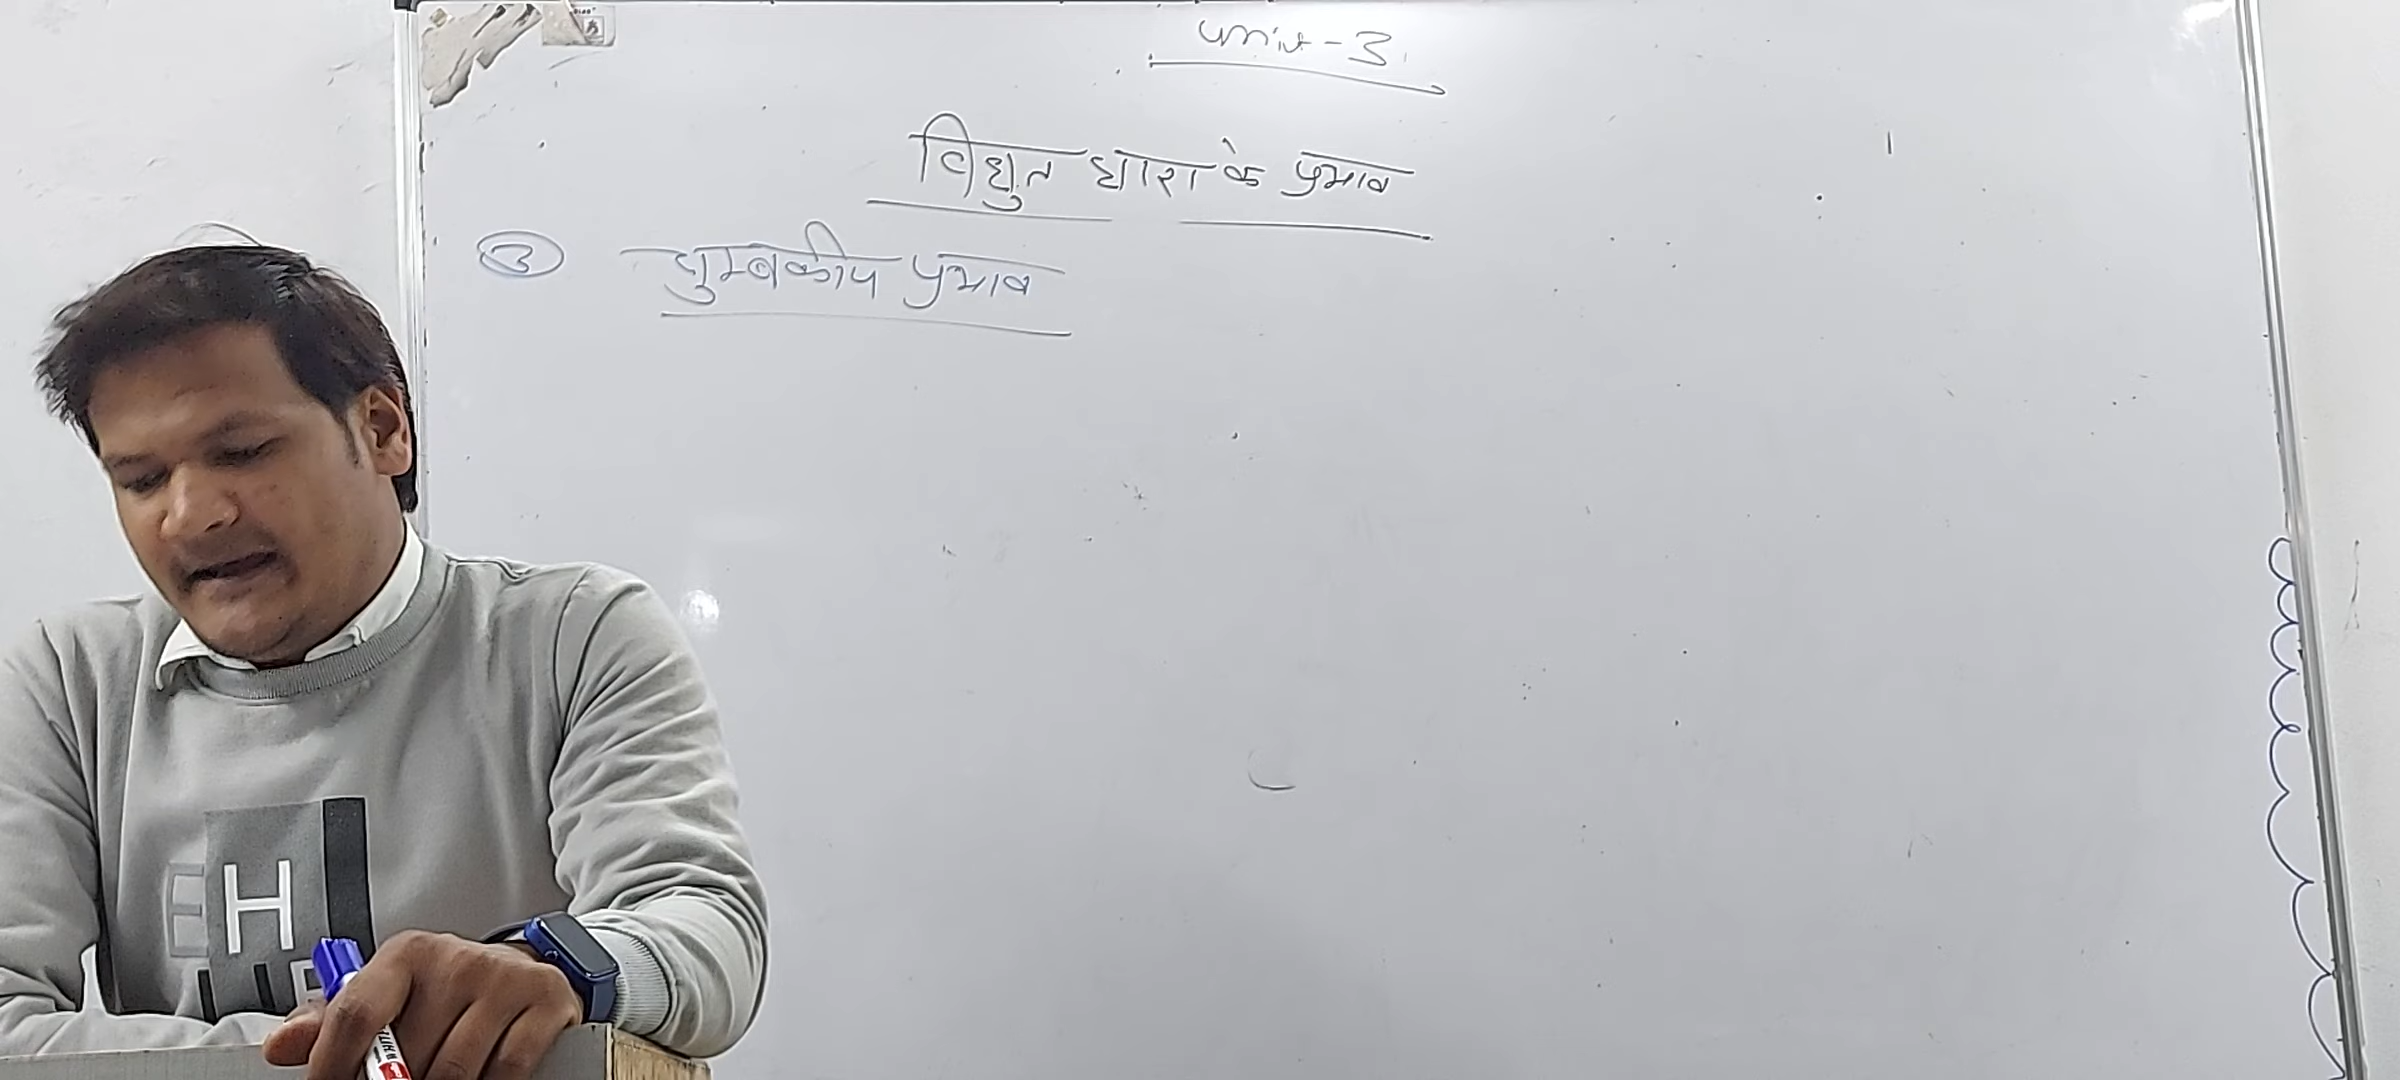 Unit-3
विद्युत धारा के प्रभाव
③ चुम्बकीय प्रभाव
EH